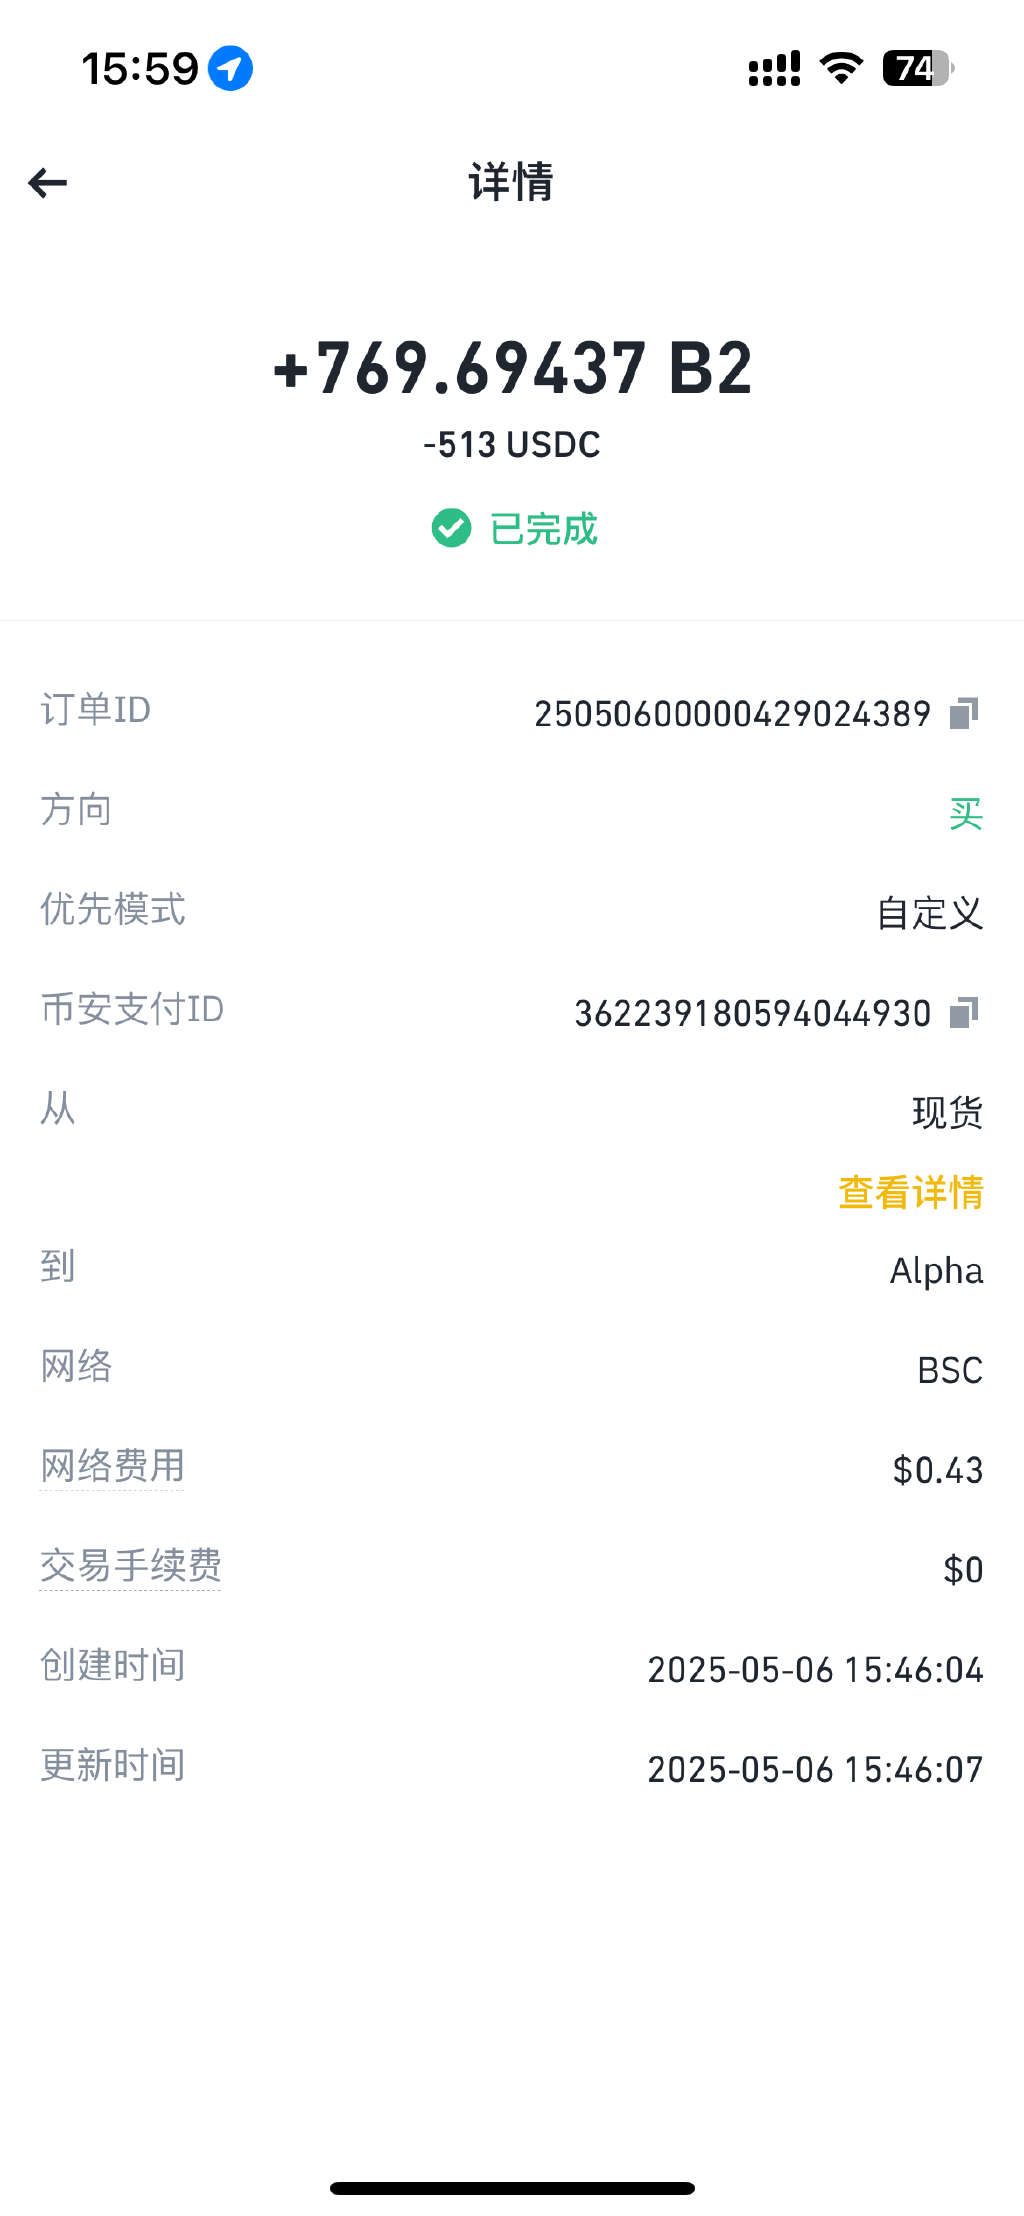 15:59
74
详情
+769.69437 B2
-513 USDC
已完成
订单ID 25050600000429024389
方向 买
优先模式 自定义
币安支付ID 362239180594044930
从 现货
查看详情
到 Alpha
网络 BSC
网络费用 $0.43
交易手续费 $0
创建时间 2025-05-06 15:46:04
更新时间 2025-05-06 15:46:07